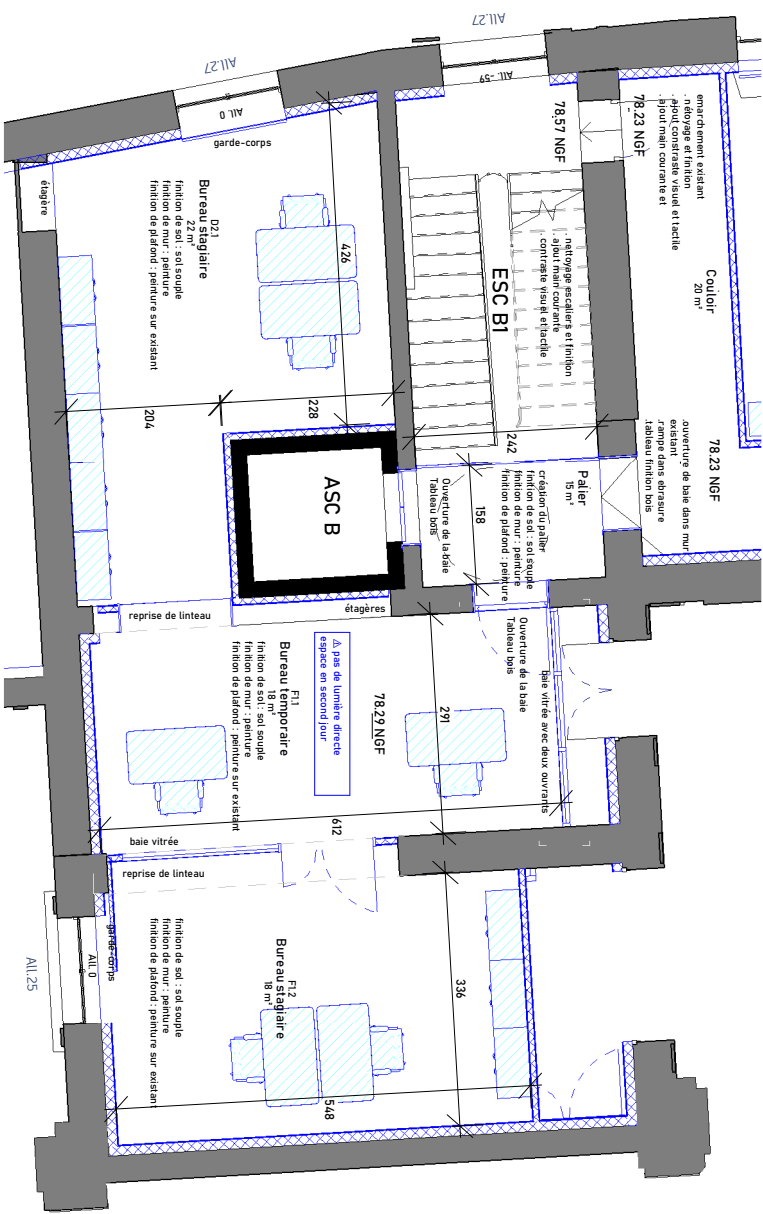 All.27
All.27
All. -59
All. 0
garde-corps
étagère
D2.1
Bureau stagiaire
22 m²
finition de sol : sol souple
finition de mur : peinture
finition de plafond : peinture sur existant
426
204
228
78.57 NGF
78.23 NGF
emarchement existant
. nétoyage et finition
. ajout constraste visuel et tactile
. ajout main courante et
Couloir
20 m²
ESC B1
. nettoyage escaliers et finition
. ajout main courante
. contraste visuel et tactile
242
158
78.23 NGF
.ouverture de baie dans mur
existant
.rampe dans ebrasure
.tableau finition bois
Palier
15 m²
création du palier
finition de sol : sol souple
finition de mur : peinture
finition de plafond : peinture
Ouverture de la baie
Tableau bois
ASC B
reprise de linteau
étagères
F1.1
Bureau temporaire
18 m²
finition de sol : sol souple
finition de mur : peinture
finition de plafond : peinture sur existant
⚠ pas de lumière directe
espace en second jour
78.29 NGF
291
Ouverture de la baie
Tableau bois
baie vitrée avec deux ouvrants
612
baie vitrée
reprise de linteau
garde-corps
All. 0
All.25
F1.2
Bureau stagiaire
18 m²
finition de sol : sol souple
finition de mur : peinture
finition de plafond : peinture sur existant
336
548